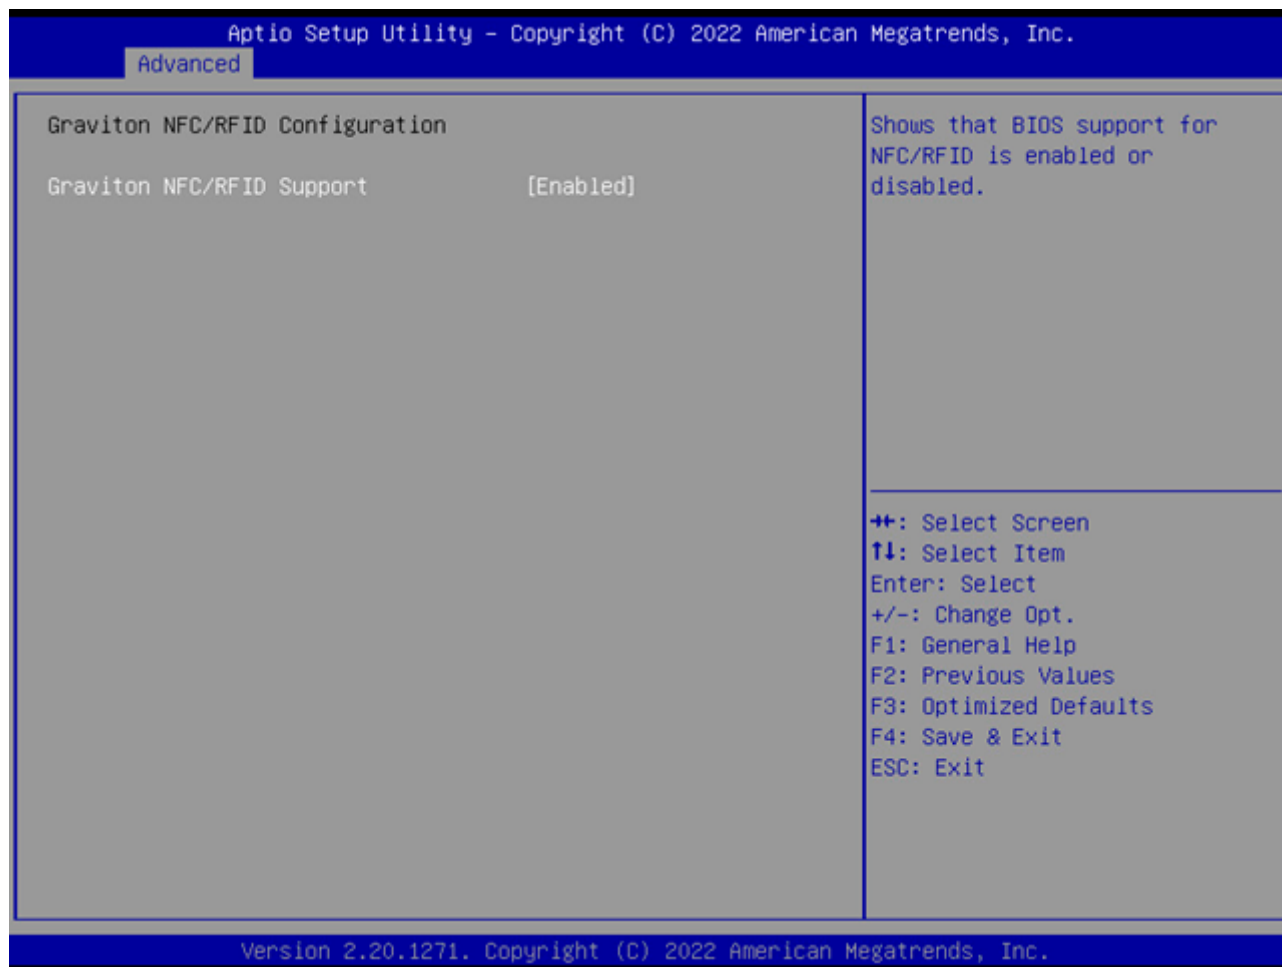 Aptio Setup Utility – Copyright (C) 2022 American Megatrends, Inc.
Advanced
Graviton NFC/RFID Configuration
Graviton NFC/RFID Support [Enabled]
Shows that BIOS support for
NFC/RFID is enabled or
disabled.
→←: Select Screen
↑↓: Select Item
Enter: Select
+/-: Change Opt.
F1: General Help
F2: Previous Values
F3: Optimized Defaults
F4: Save & Exit
ESC: Exit
Version 2.20.1271. Copyright (C) 2022 American Megatrends, Inc.